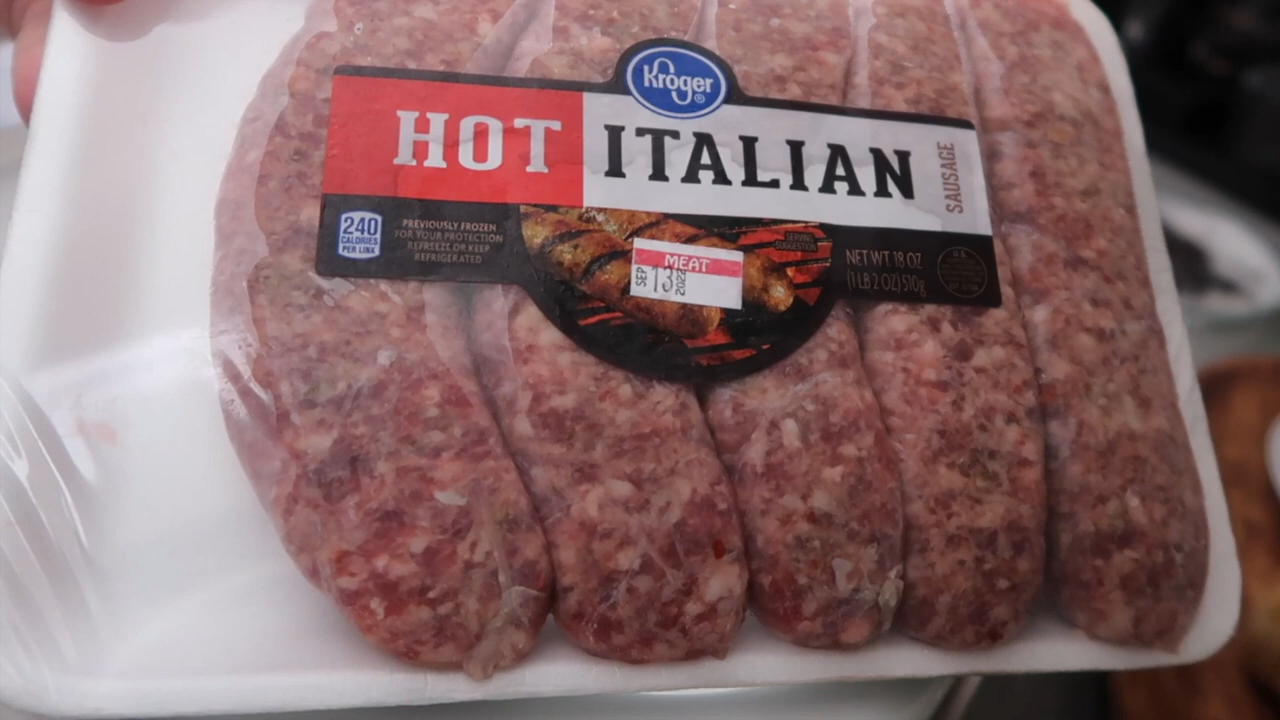 Kroger®
HOT ITALIAN
SAUSAGE
240
CALORIES
PER LINK
PREVIOUSLY FROZEN
FOR YOUR PROTECTION
REFREEZE OR KEEP
REFRIGERATED
SERVING
SUGGESTION
MEAT
SEP 13 2022
NET WT 18 OZ
(1 LB 2 OZ) 510g
U.S.